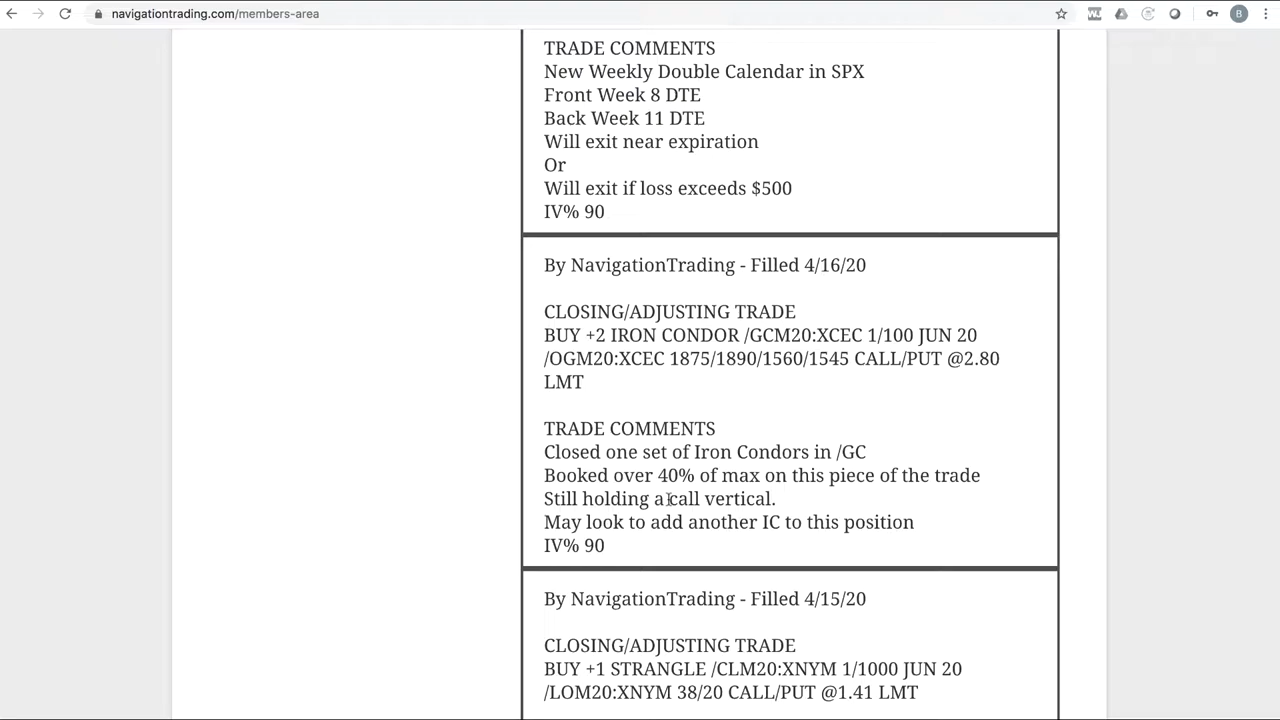 navigationtrading.com/members-area
B
TRADE COMMENTS
New Weekly Double Calendar in SPX
Front Week 8 DTE
Back Week 11 DTE
Will exit near expiration
Or
Will exit if loss exceeds $500
IV% 90
By NavigationTrading - Filled 4/16/20
CLOSING/ADJUSTING TRADE
BUY +2 IRON CONDOR /GCM20:XCEC 1/100 JUN 20
/OGM20:XCEC 1875/1890/1560/1545 CALL/PUT @2.80
LMT
TRADE COMMENTS
Closed one set of Iron Condors in /GC
Booked over 40% of max on this piece of the trade
Still holding a call vertical.
May look to add another IC to this position
IV% 90
By NavigationTrading - Filled 4/15/20
CLOSING/ADJUSTING TRADE
BUY +1 STRANGLE /CLM20:XNYM 1/1000 JUN 20
/LOM20:XNYM 38/20 CALL/PUT @1.41 LMT